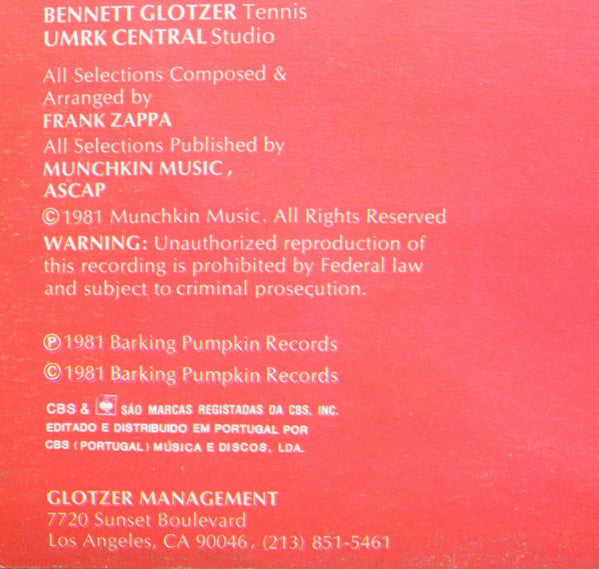 BENNETT GLOTZER Tennis
UMRK CENTRAL Studio
All Selections Composed &
Arranged by
FRANK ZAPPA
All Selections Published by
MUNCHKIN MUSIC,
ASCAP
©1981 Munchkin Music. All Rights Reserved
WARNING: Unauthorized reproduction of
this recording is prohibited by Federal law
and subject to criminal prosecution.
℗1981 Barking Pumpkin Records
©1981 Barking Pumpkin Records
CBS & SÃO MARCAS REGISTADAS DA CBS, INC.
EDITADO E DISTRIBUIDO EM PORTUGAL POR
CBS (PORTUGAL) MÚSICA E DISCOS, LDA.
GLOTZER MANAGEMENT
7720 Sunset Boulevard
Los Angeles, CA 90046. (213) 851-5461